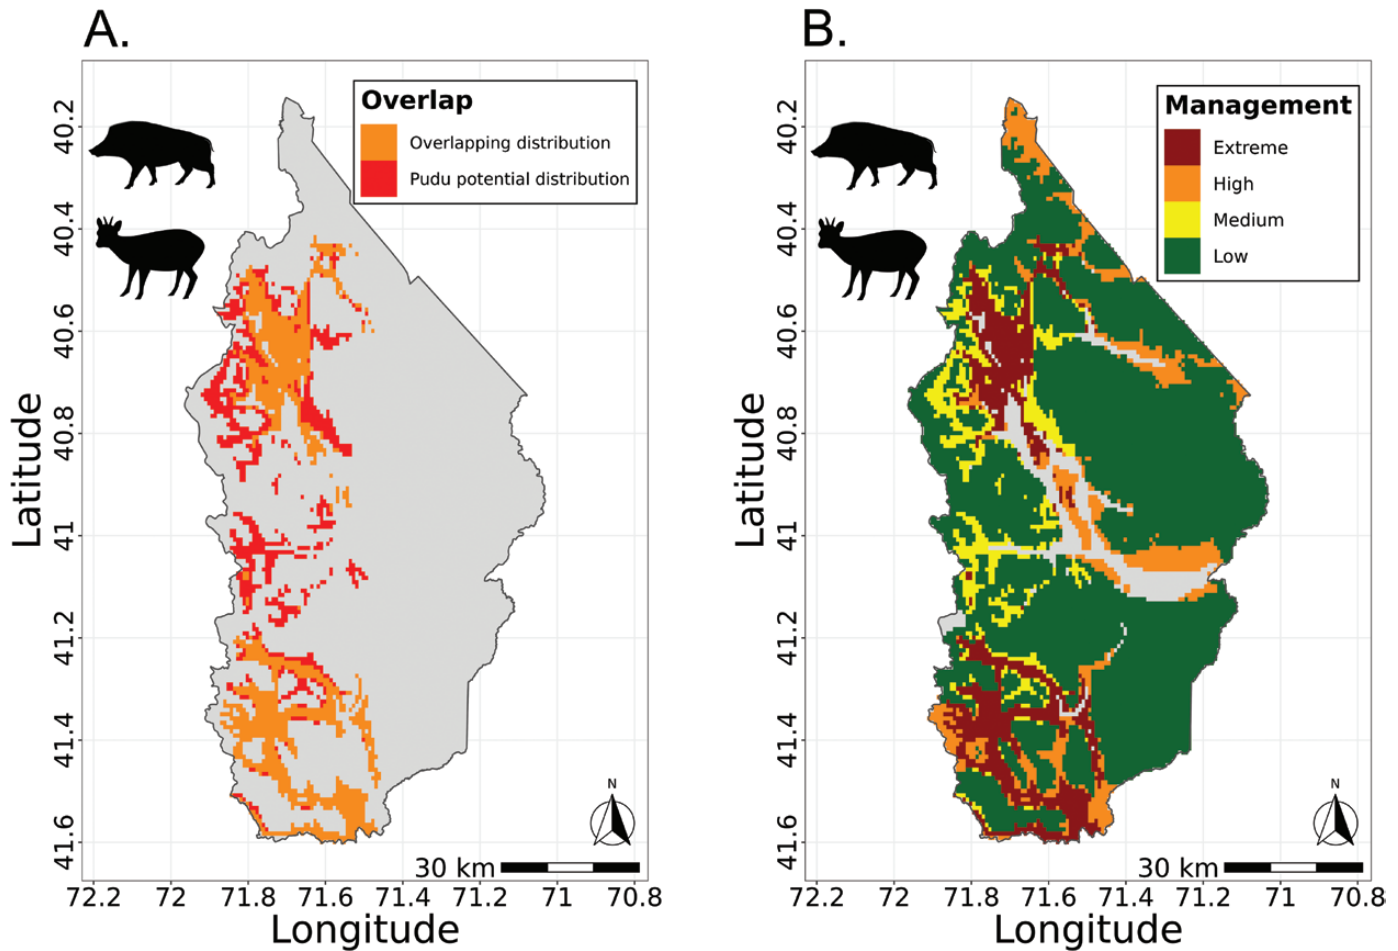 A.
Overlap
Overlapping distribution
Pudu potential distribution
40.2
40.4
40.6
40.8
41
41.2
41.4
41.6
Latitude
N
30 km
72.2 72 71.8 71.6 71.4 71.2 71 70.8
Longitude
B.
Management
Extreme
High
Medium
Low
40.2
40.4
40.6
40.8
41
41.2
41.4
41.6
Latitude
N
30 km
72.2 72 71.8 71.6 71.4 71.2 71 70.8
Longitude